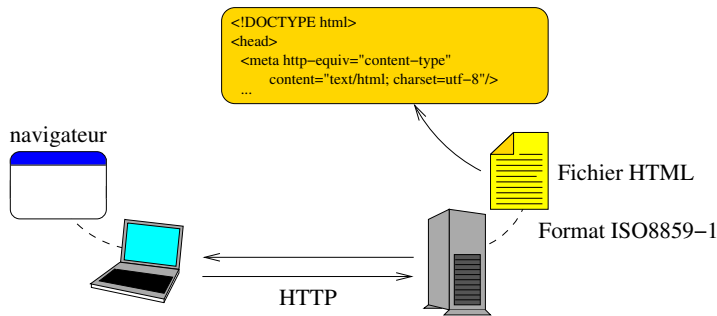 <!DOCTYPE html>
<head>
<meta http−equiv="content−type"
content="text/html; charset=utf−8"/>
...
navigateur
Fichier HTML
Format ISO8859−1
HTTP